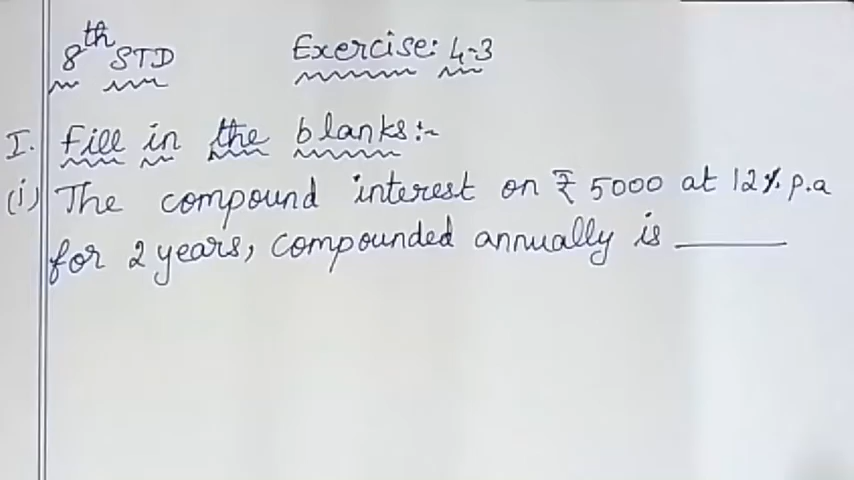 8th STD Exercise: 4.3
I. Fill in the blanks:-
(i) The compound interest on ₹ 5000 at 12% p.a
for 2 years, compounded annually is ______